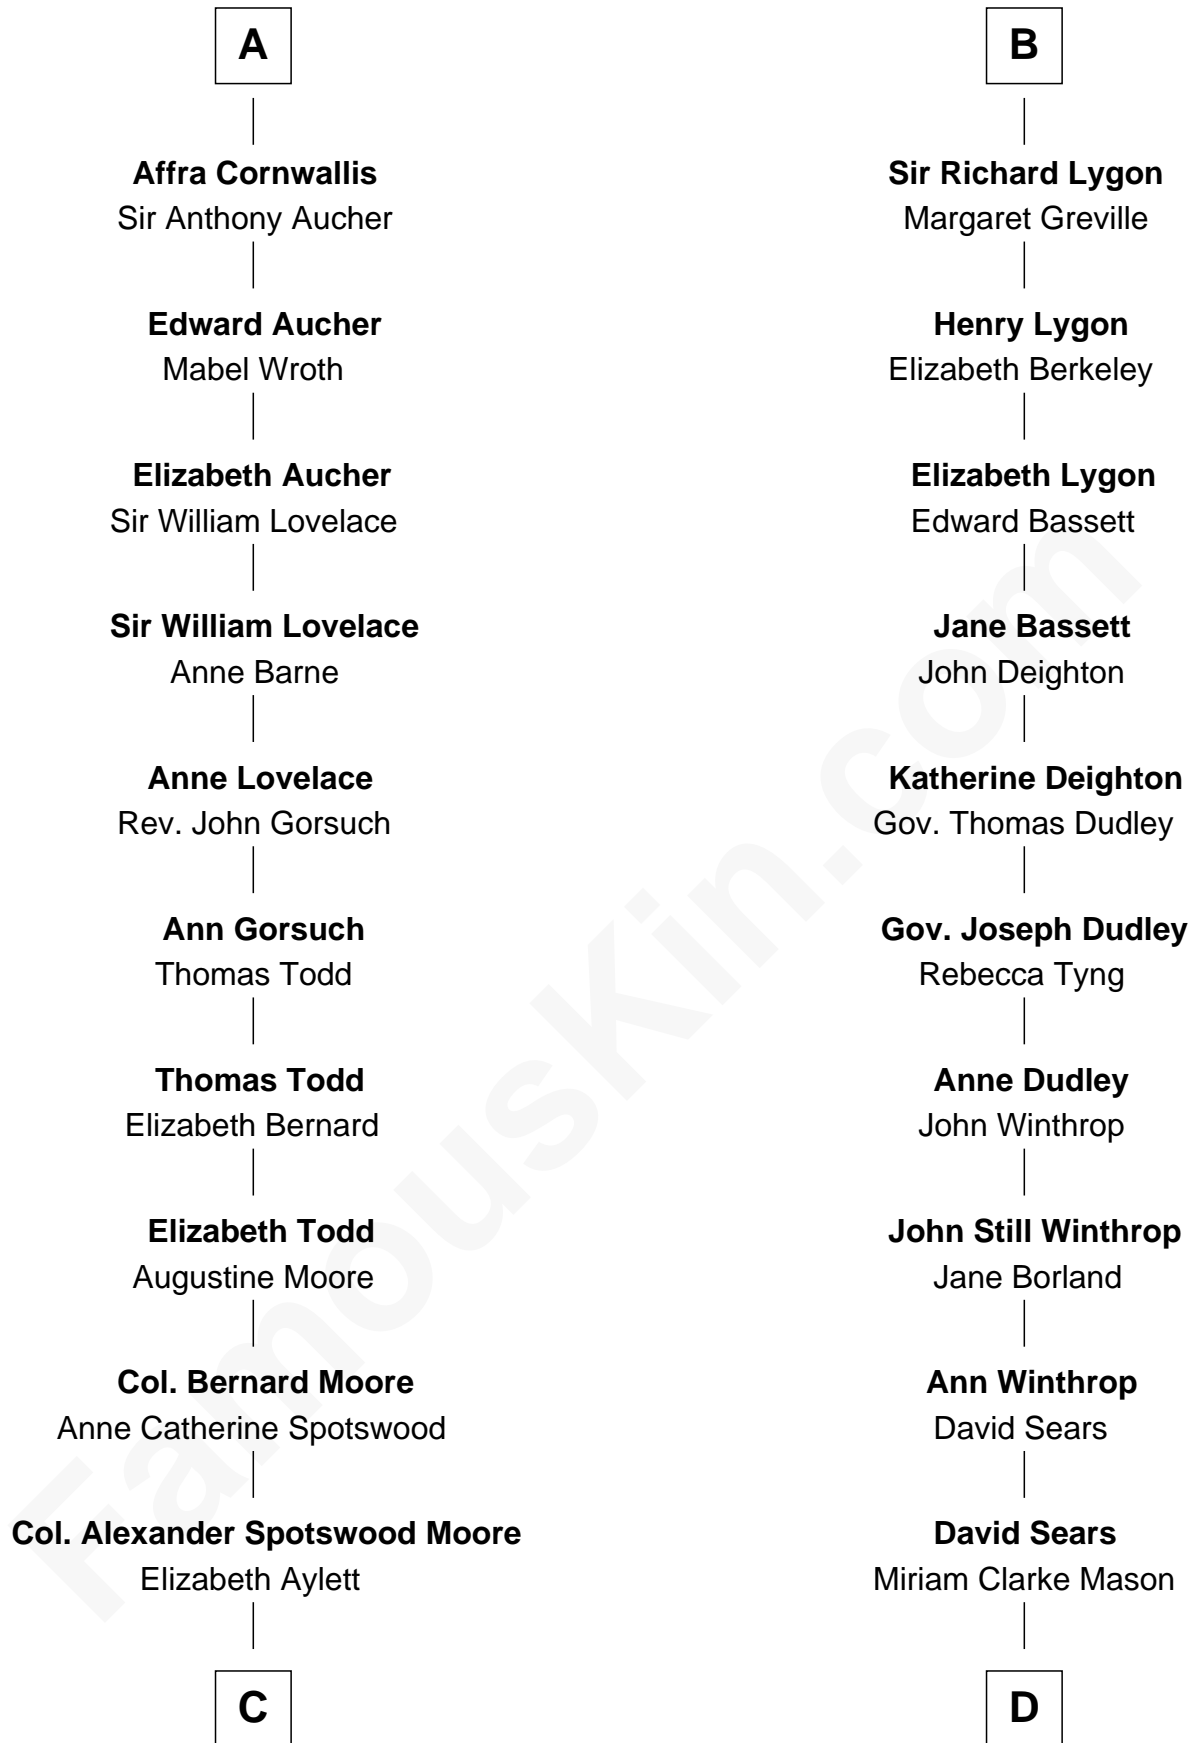 A
Affra Cornwallis
Sir Anthony Aucher
Edward Aucher
Mabel Wroth
Elizabeth Aucher
Sir William Lovelace
Sir William Lovelace
Anne Barne
Anne Lovelace
Rev. John Gorsuch
Ann Gorsuch
Thomas Todd
Thomas Todd
Elizabeth Bernard
Elizabeth Todd
Augustine Moore
Col. Bernard Moore
Anne Catherine Spotswood
Col. Alexander Spotswood Moore
Elizabeth Aylett
C
B
Sir Richard Lygon
Margaret Greville
Henry Lygon
Elizabeth Berkeley
Elizabeth Lygon
Edward Bassett
Jane Bassett
John Deighton
Katherine Deighton
Gov. Thomas Dudley
Gov. Joseph Dudley
Rebecca Tyng
Anne Dudley
John Winthrop
John Still Winthrop
Jane Borland
Ann Winthrop
David Sears
David Sears
Miriam Clarke Mason
D
FamousKin.com